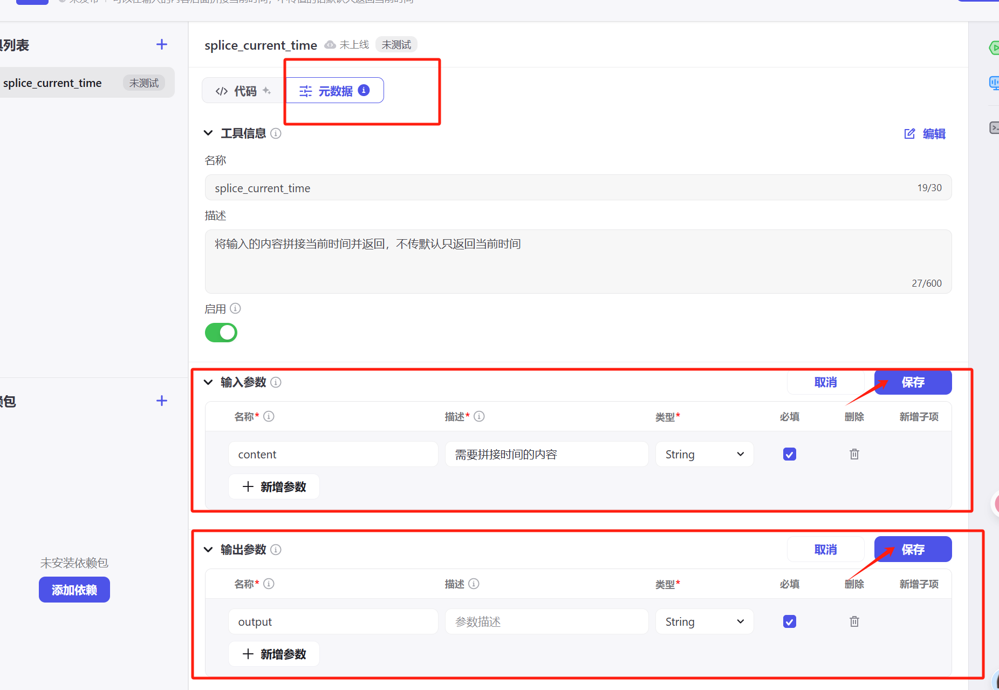 具列表
splice_current_time
未测试
赖包
未安装依赖包
添加依赖
splice_current_time 未上线 未测试
代码 元数据
工具信息 编辑
名称
splice_current_time 19/30
描述
将输入的内容拼接当前时间并返回，不传默认只返回当前时间
27/600
启用
输入参数 取消 保存
名称* 描述* 类型* 必填 删除 新增子项
content 需要拼接时间的内容 String
新增参数
输出参数 取消 保存
名称* 描述 类型* 必填 删除 新增子项
output 参数描述 String
新增参数